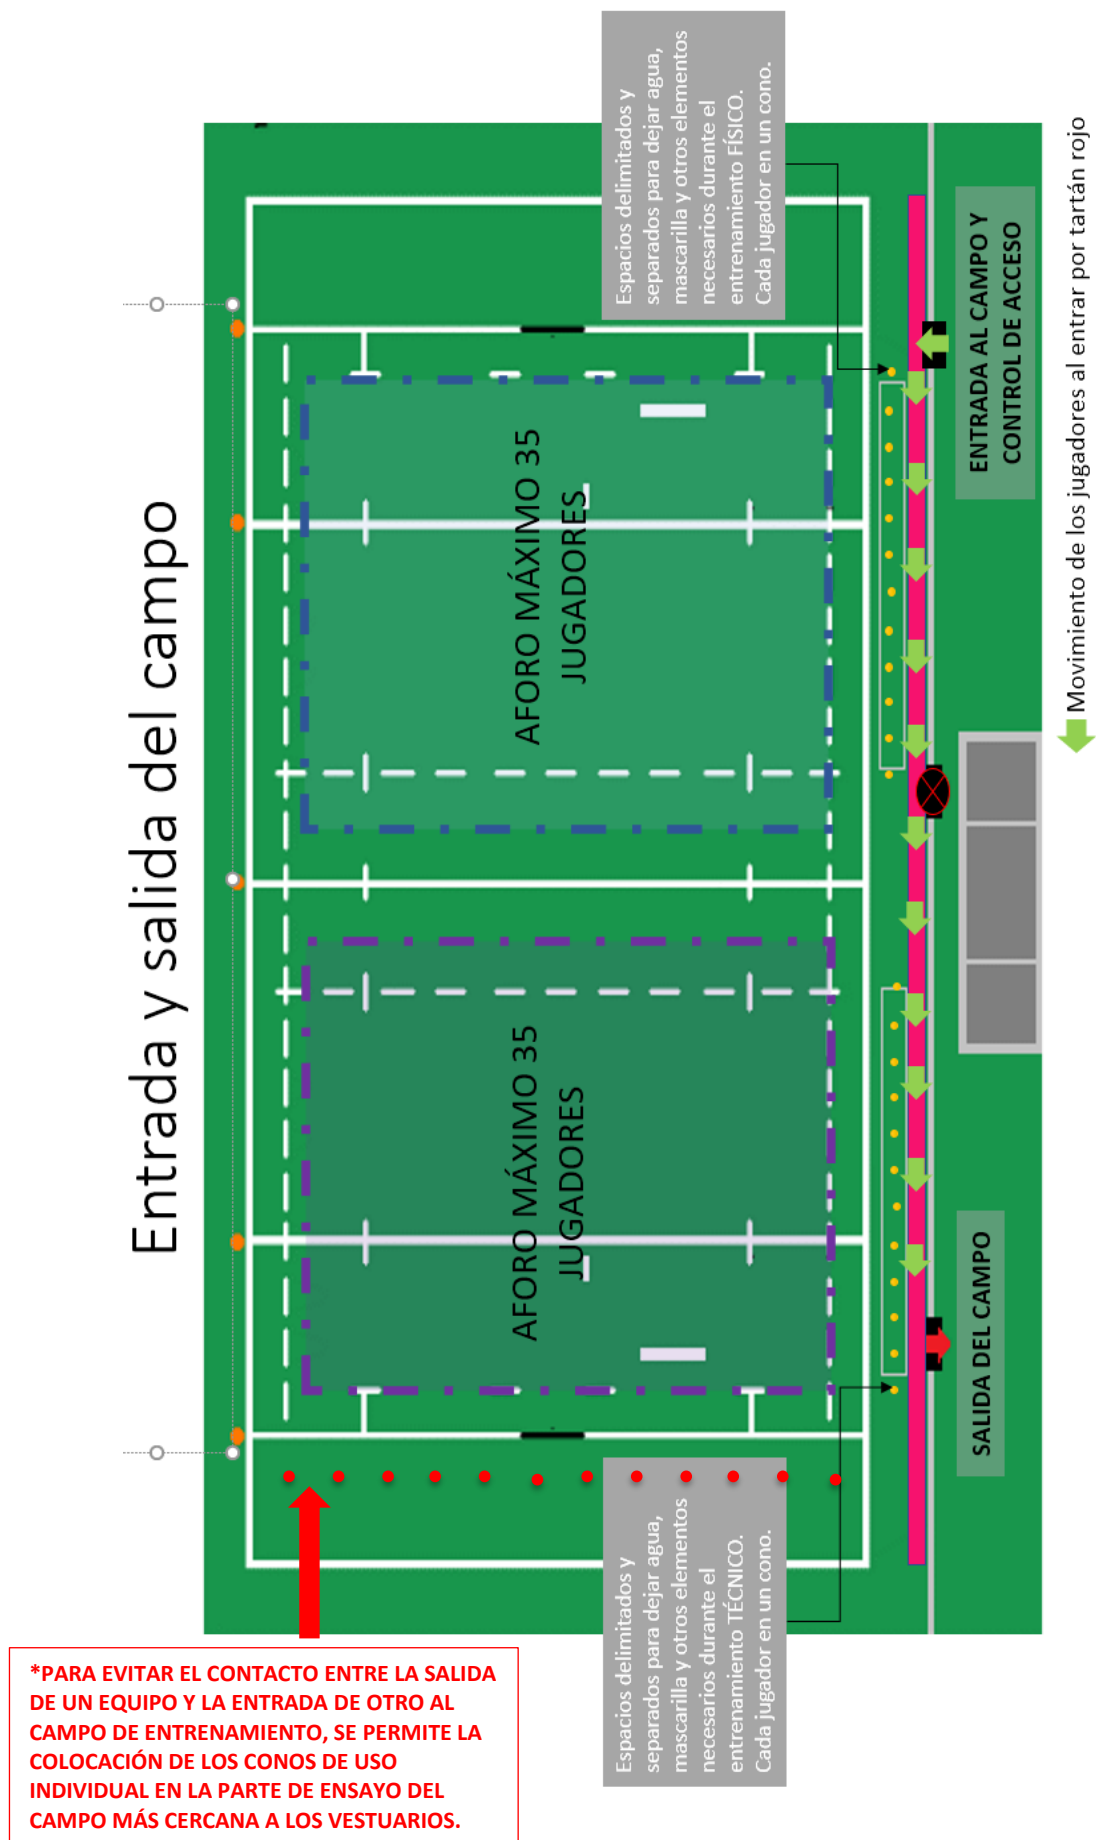 Entrada y salida del campo
Espacios delimitados y
separados para dejar agua,
mascarilla y otros elementos
necesarios durante el
entrenamiento TÉCNICO.
Cada jugador en un cono.
Espacios delimitados y
separados para dejar agua,
mascarilla y otros elementos
necesarios durante el
entrenamiento FÍSICO.
Cada jugador en un cono.
AFORO MÁXIMO 35
JUGADORES
AFORO MÁXIMO 35
JUGADORES
SALIDA DEL CAMPO
ENTRADA AL CAMPO Y
CONTROL DE ACCESO
Movimiento de los jugadores al entrar por tartán rojo
*PARA EVITAR EL CONTACTO ENTRE LA SALIDA
DE UN EQUIPO Y LA ENTRADA DE OTRO AL
CAMPO DE ENTRENAMIENTO, SE PERMITE LA
COLOCACIÓN DE LOS CONOS DE USO
INDIVIDUAL EN LA PARTE DE ENSAYO DEL
CAMPO MÁS CERCANA A LOS VESTUARIOS.